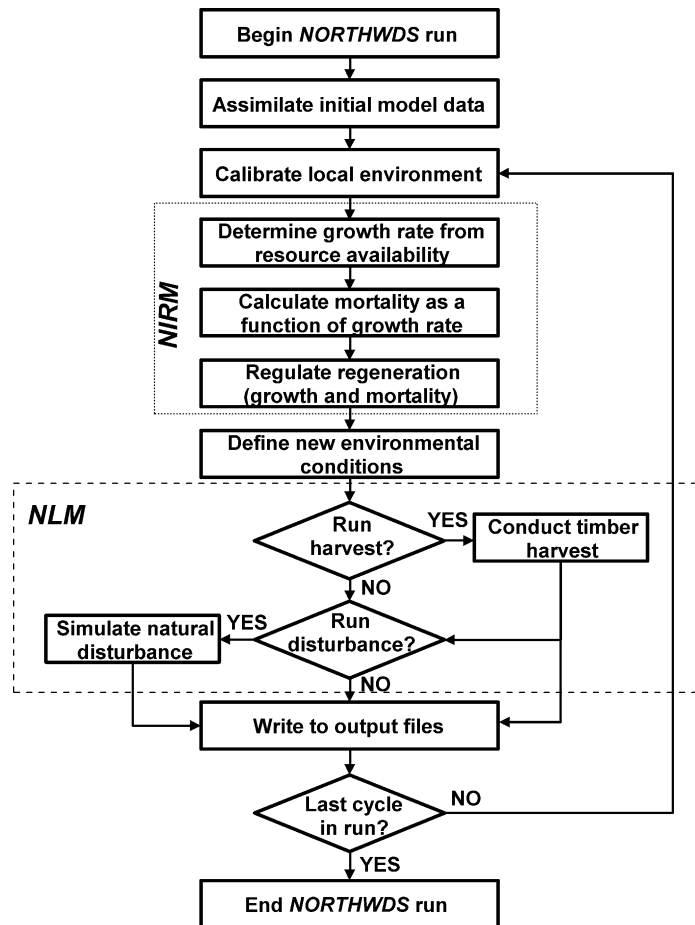 Begin NORTHWDS run
Assimilate initial model data
Calibrate local environment
NIRM
Determine growth rate from
resource availability
Calculate mortality as a
function of growth rate
Regulate regeneration
(growth and mortality)
Define new environmental
conditions
NLM
Run
harvest?
YES
Conduct timber
harvest
NO
Run
disturbance?
YES
Simulate natural
disturbance
NO
Write to output files
Last cycle
in run?
NO
YES
End NORTHWDS run